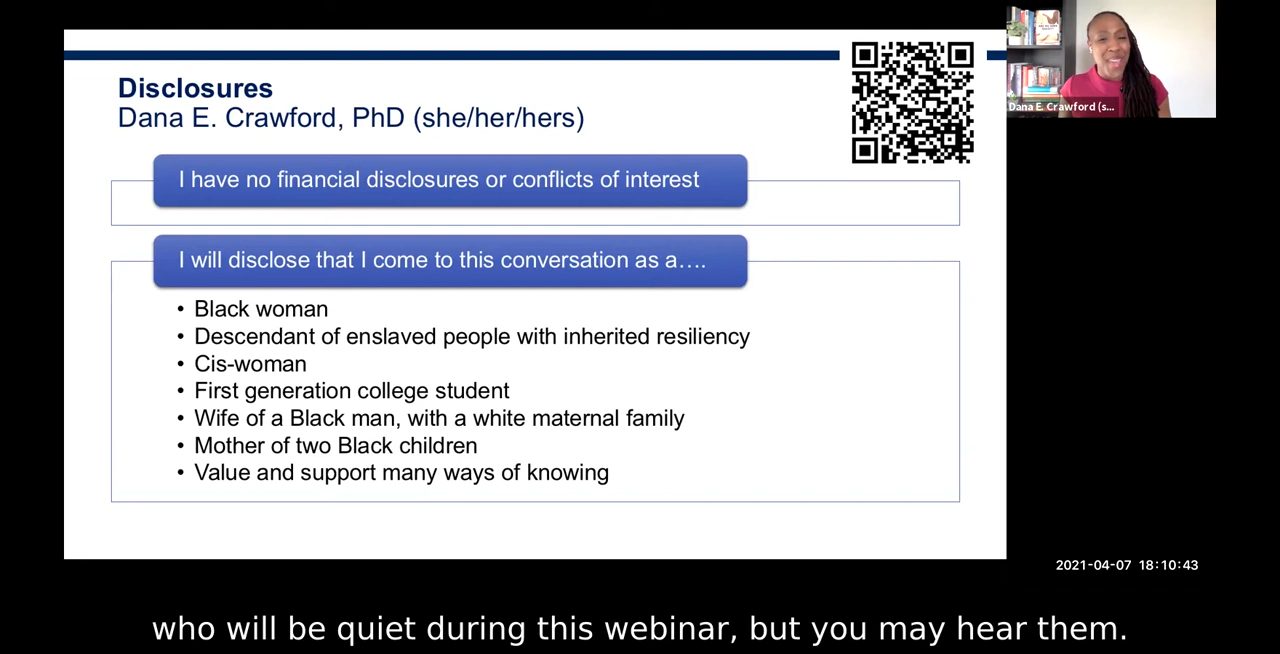 Disclosures
Dana E. Crawford, PhD (she/her/hers)
Dana E. Crawford (s...
I have no financial disclosures or conflicts of interest
I will disclose that I come to this conversation as a….
• Black woman
• Descendant of enslaved people with inherited resiliency
• Cis-woman
• First generation college student
• Wife of a Black man, with a white maternal family
• Mother of two Black children
• Value and support many ways of knowing
2021-04-07 18:10:43
who will be quiet during this webinar, but you may hear them.